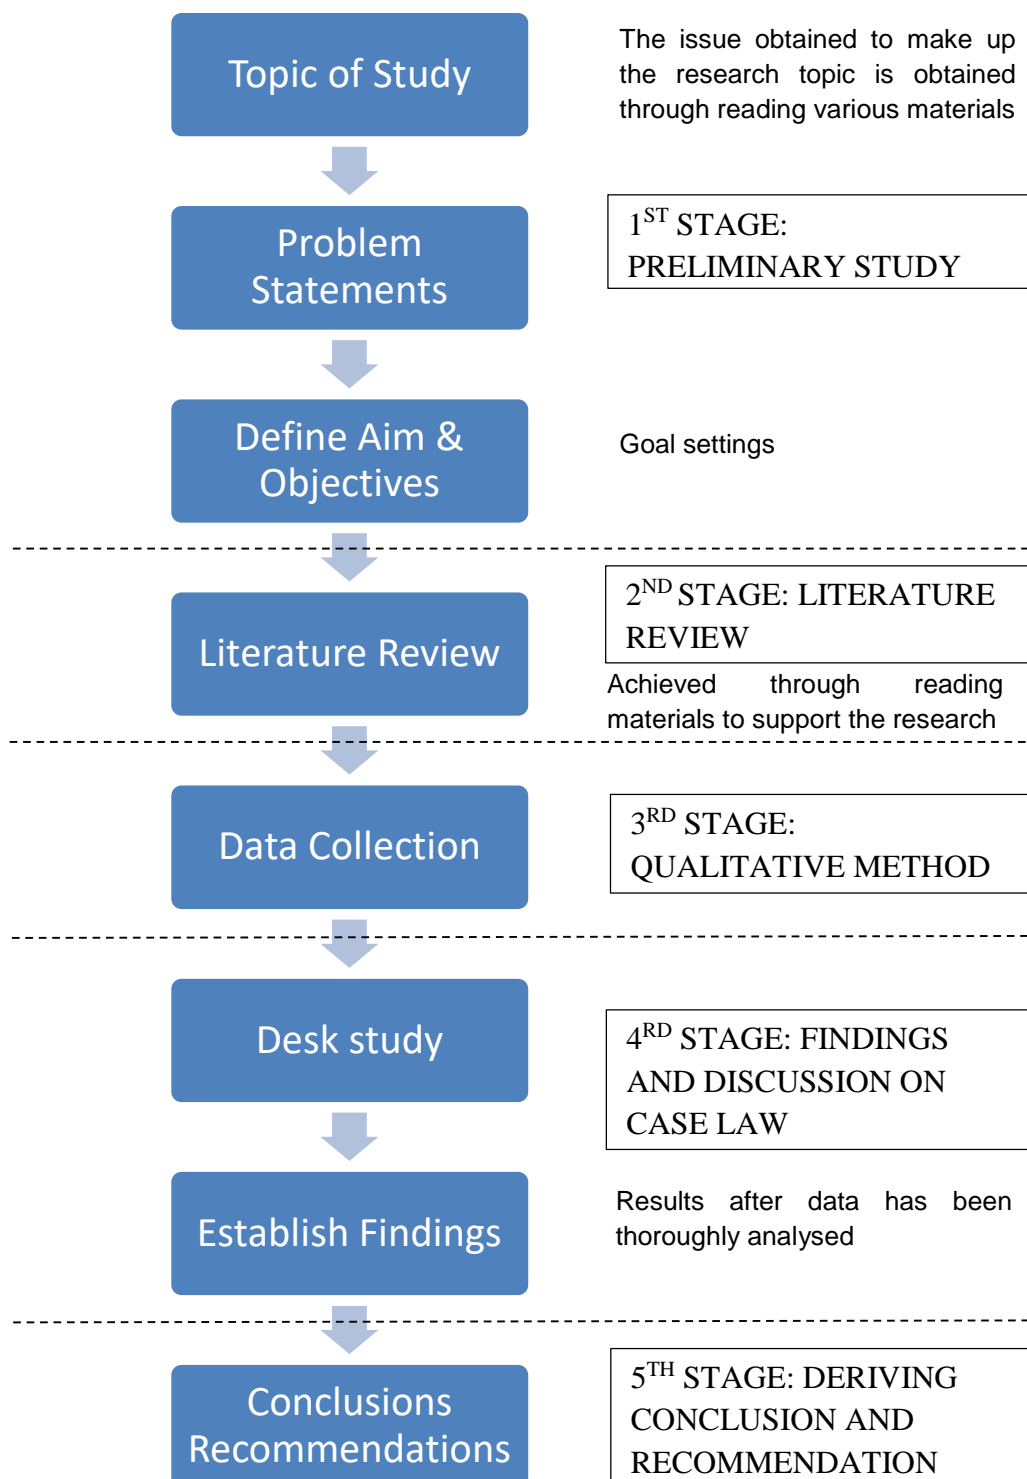 Topic of Study
The issue obtained to make up
the research topic is obtained
through reading various materials
Problem
Statements
1ST STAGE:
PRELIMINARY STUDY
Define Aim &
Objectives
Goal settings
Literature Review
2ND STAGE: LITERATURE
REVIEW
Achieved through reading
materials to support the research
Data Collection
3RD STAGE:
QUALITATIVE METHOD
Desk study
4RD STAGE: FINDINGS
AND DISCUSSION ON
CASE LAW
Establish Findings
Results after data has been
thoroughly analysed
Conclusions
Recommendations
5TH STAGE: DERIVING
CONCLUSION AND
RECOMMENDATION